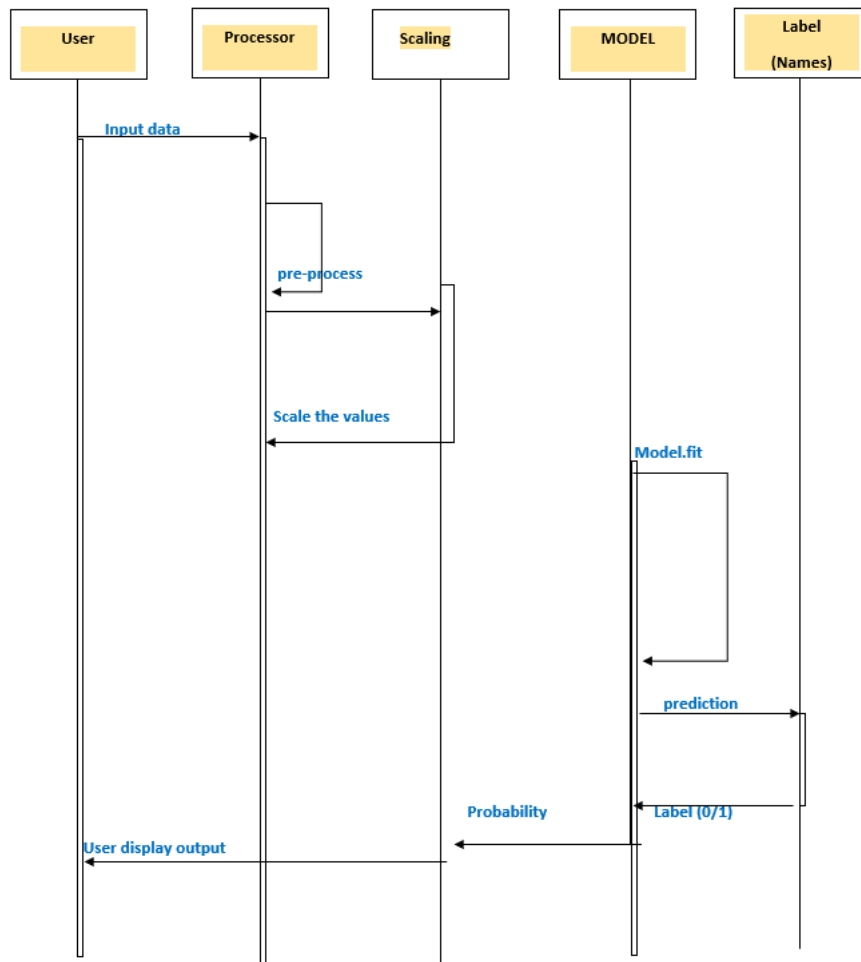 User
Processor
Scaling
MODEL
Label
(Names)
Input data
pre-process
Scale the values
Model.fit
prediction
Probability
Label (0/1)
User display output